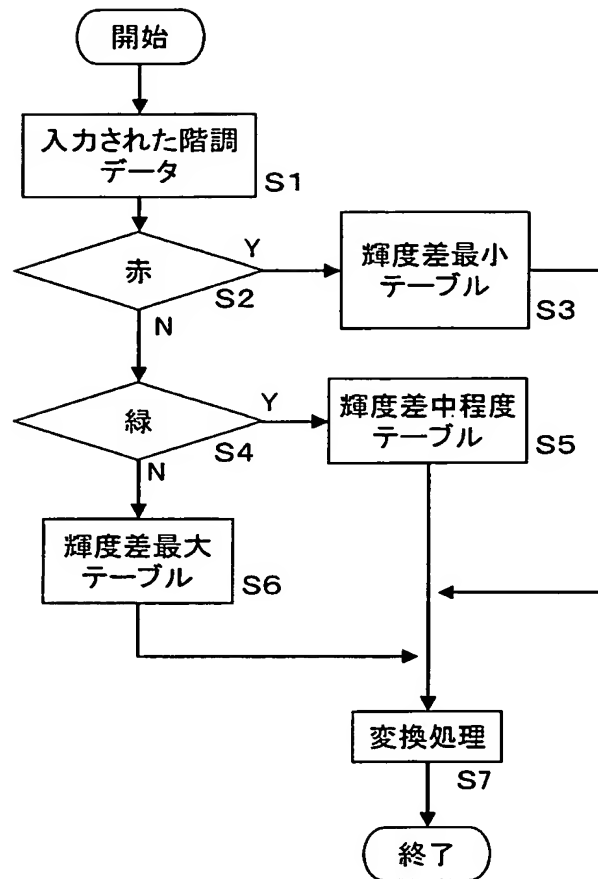 開始
入力された階調
データ
S1
赤
Y
S2
N
輝度差最小
テーブル
S3
緑
Y
S4
N
輝度差中程度
テーブル
S5
輝度差最大
テーブル
S6
変換処理
S7
終了